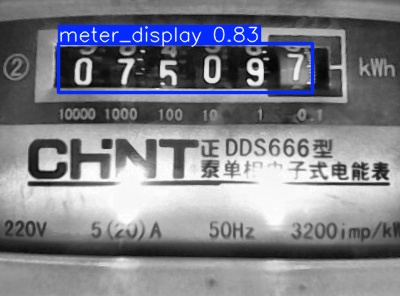 meter_display 0.83
② 0 7 5 0 9 7 kWh
10000 1000 100 10 1 0.1
CHNT 正泰 DDS666型
单相电子式电能表
220V 5(20)A 50Hz 3200imp/kW